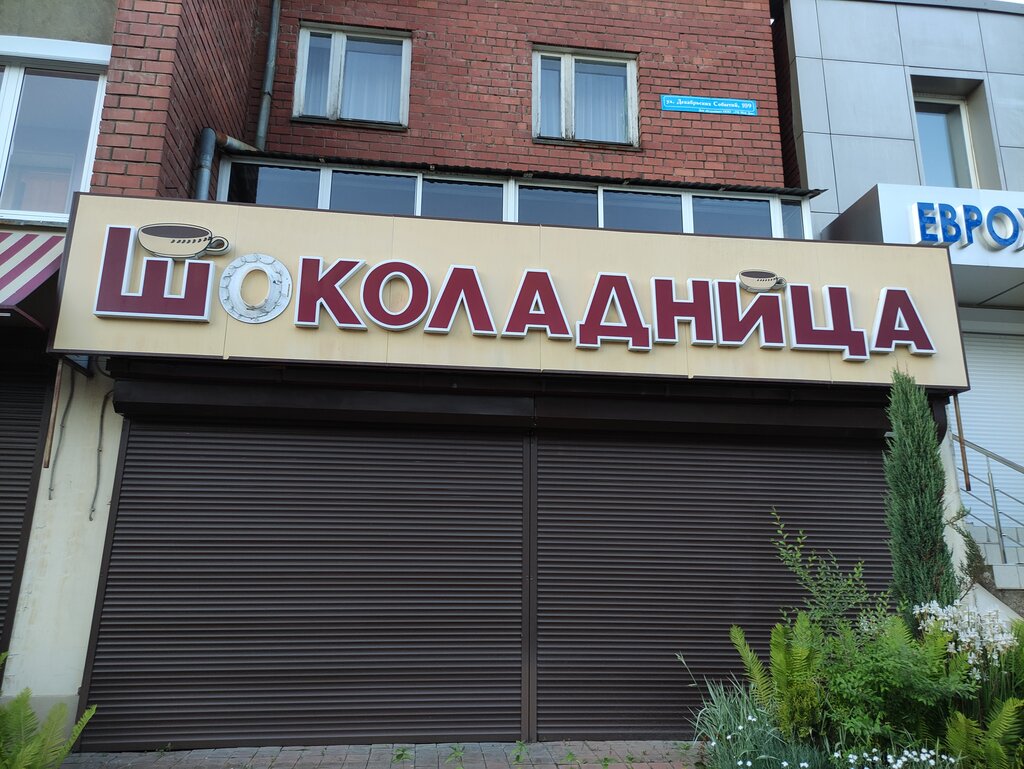 ул. Декабрьских Событий, 109
ЕВРО
ШОКОЛАДНИЦА